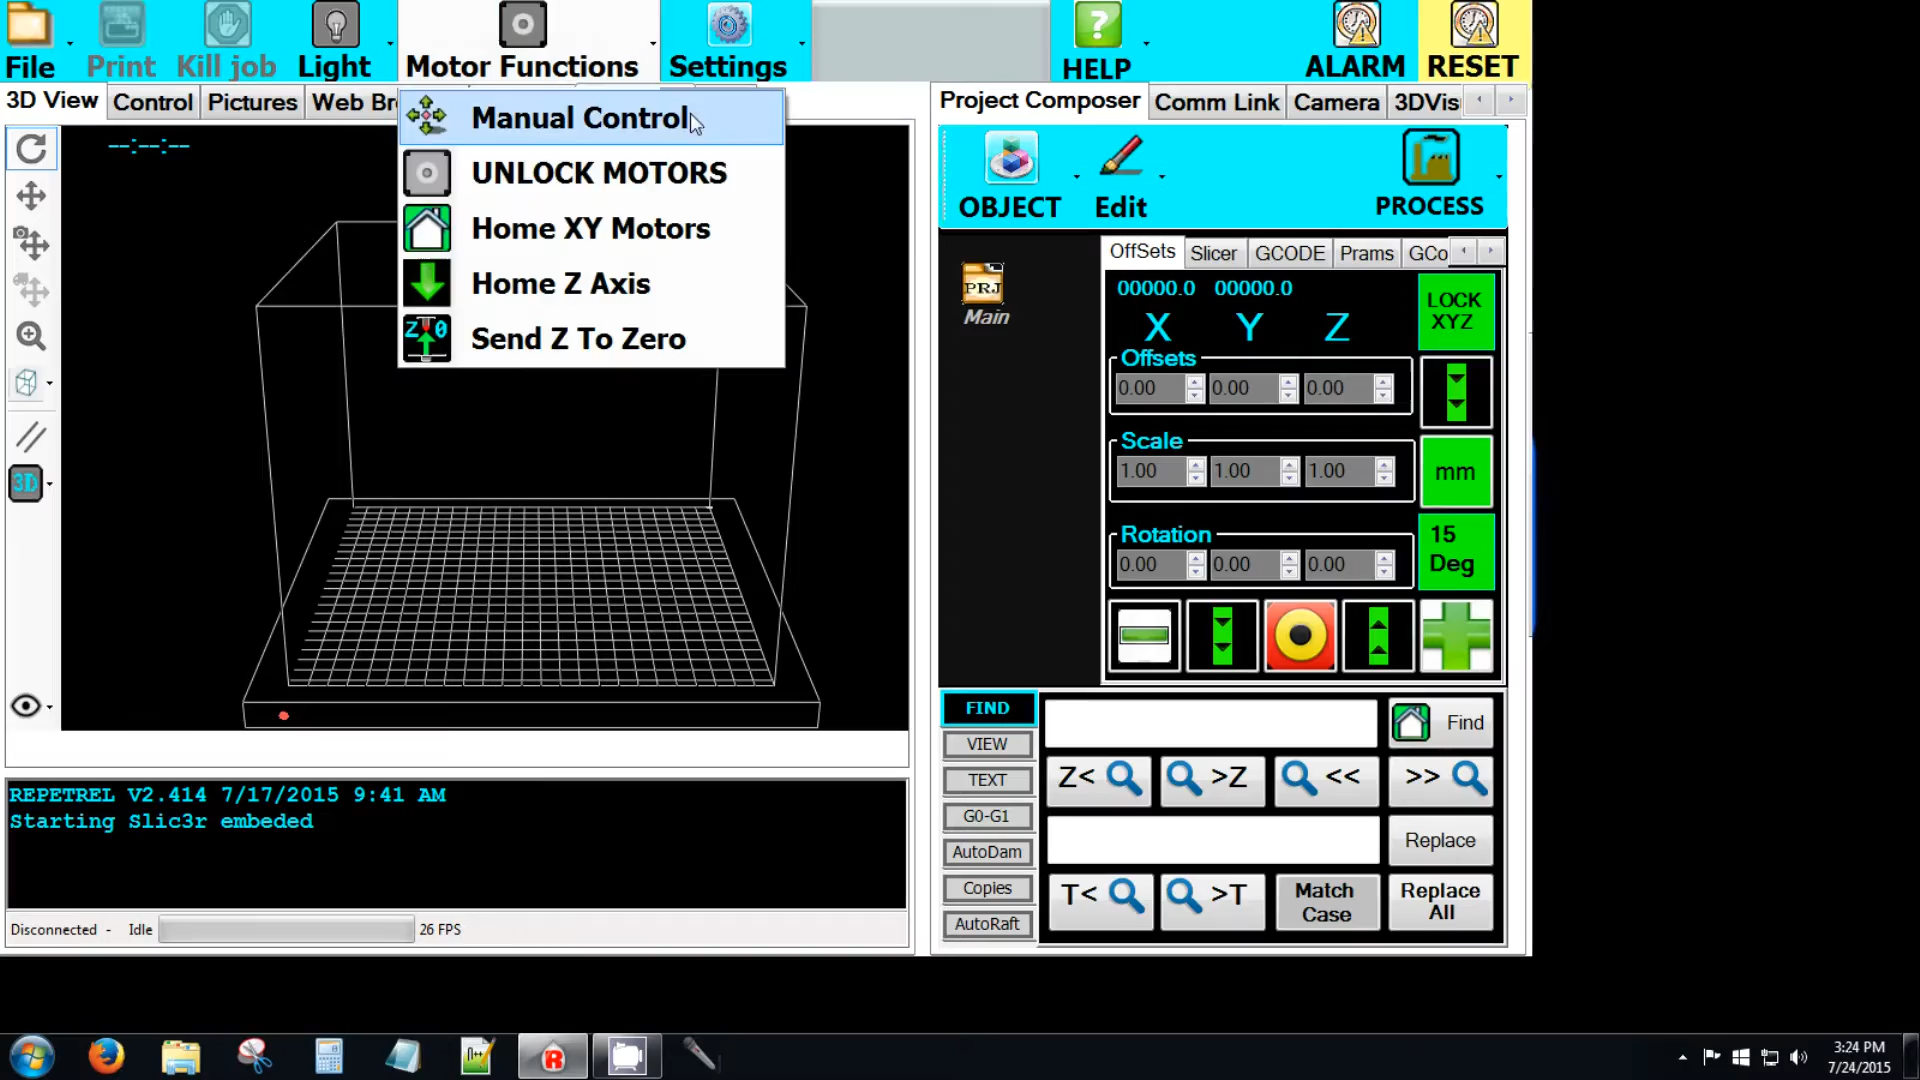 File
Print
Kill job
Light
Motor Functions
Settings
HELP
ALARM
RESET
3D View
Control
Pictures
Web Br
Manual Control
UNLOCK MOTORS
Home XY Motors
Home Z Axis
Z 0
Send Z To Zero
--:--:--
3D
Project Composer
Comm Link
Camera
3DVis
OBJECT
Edit
PROCESS
PRJ
Main
OffSets
Slicer
GCODE
Prams
GCo
00000.0 00000.0
X Y Z
LOCK
XYZ
Offsets
0.00 0.00 0.00
Scale
1.00 1.00 1.00
mm
Rotation
0.00 0.00 0.00
15
Deg
FIND
VIEW
TEXT
G0-G1
AutoDam
Copies
AutoRaft
Find
Z< >Z << >>
Replace
T< >T
Match
Case
Replace
All
REPETREL V2.414 7/17/2015 9:41 AM
Starting Slic3r embeded
Disconnected - Idle 26 FPS
3:24 PM
7/24/2015